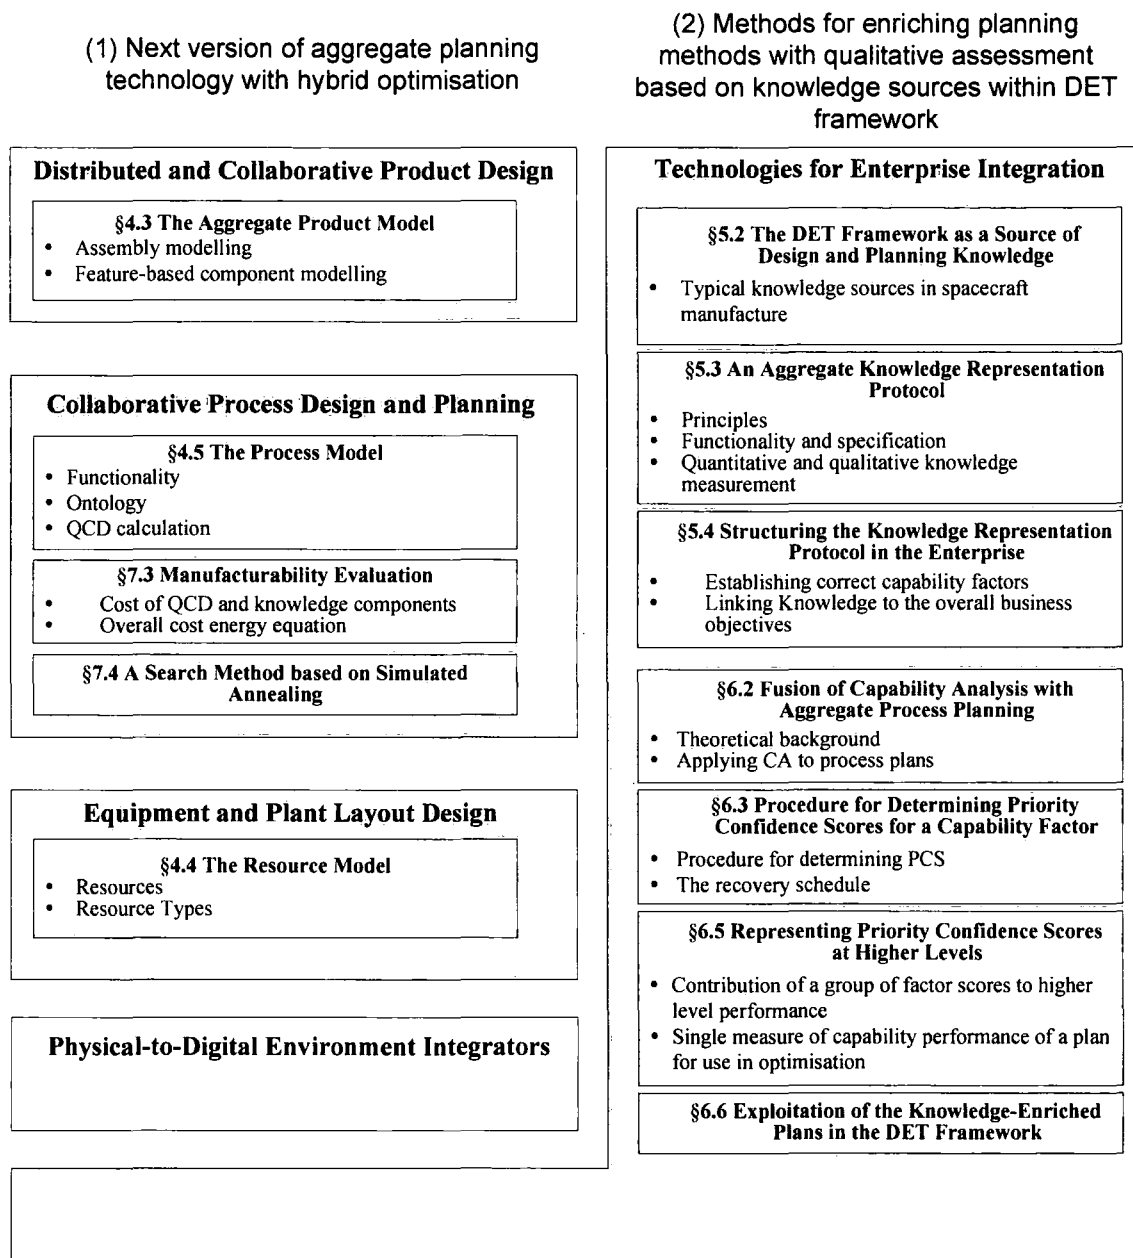 (1) Next version of aggregate planning
technology with hybrid optimisation
Distributed and Collaborative Product Design
§4.3 The Aggregate Product Model
• Assembly modelling
• Feature-based component modelling
Collaborative Process Design and Planning
§4.5 The Process Model
• Functionality
• Ontology
• QCD calculation
§7.3 Manufacturability Evaluation
• Cost of QCD and knowledge components
• Overall cost energy equation
§7.4 A Search Method based on Simulated
Annealing
Equipment and Plant Layout Design
§4.4 The Resource Model
• Resources
• Resource Types
Physical-to-Digital Environment Integrators
(2) Methods for enriching planning
methods with qualitative assessment
based on knowledge sources within DET
framework
Technologies for Enterprise Integration
§5.2 The DET Framework as a Source of
Design and Planning Knowledge
• Typical knowledge sources in spacecraft
manufacture
§5.3 An Aggregate Knowledge Representation
Protocol
• Principles
• Functionality and specification
• Quantitative and qualitative knowledge
measurement
§5.4 Structuring the Knowledge Representation
Protocol in the Enterprise
• Establishing correct capability factors
• Linking Knowledge to the overall business
objectives
§6.2 Fusion of Capability Analysis with
Aggregate Process Planning
• Theoretical background
• Applying CA to process plans
§6.3 Procedure for Determining Priority
Confidence Scores for a Capability Factor
• Procedure for determining PCS
• The recovery schedule
§6.5 Representing Priority Confidence Scores
at Higher Levels
• Contribution of a group of factor scores to higher
level performance
• Single measure of capability performance of a plan
for use in optimisation
§6.6 Exploitation of the Knowledge-Enriched
Plans in the DET Framework